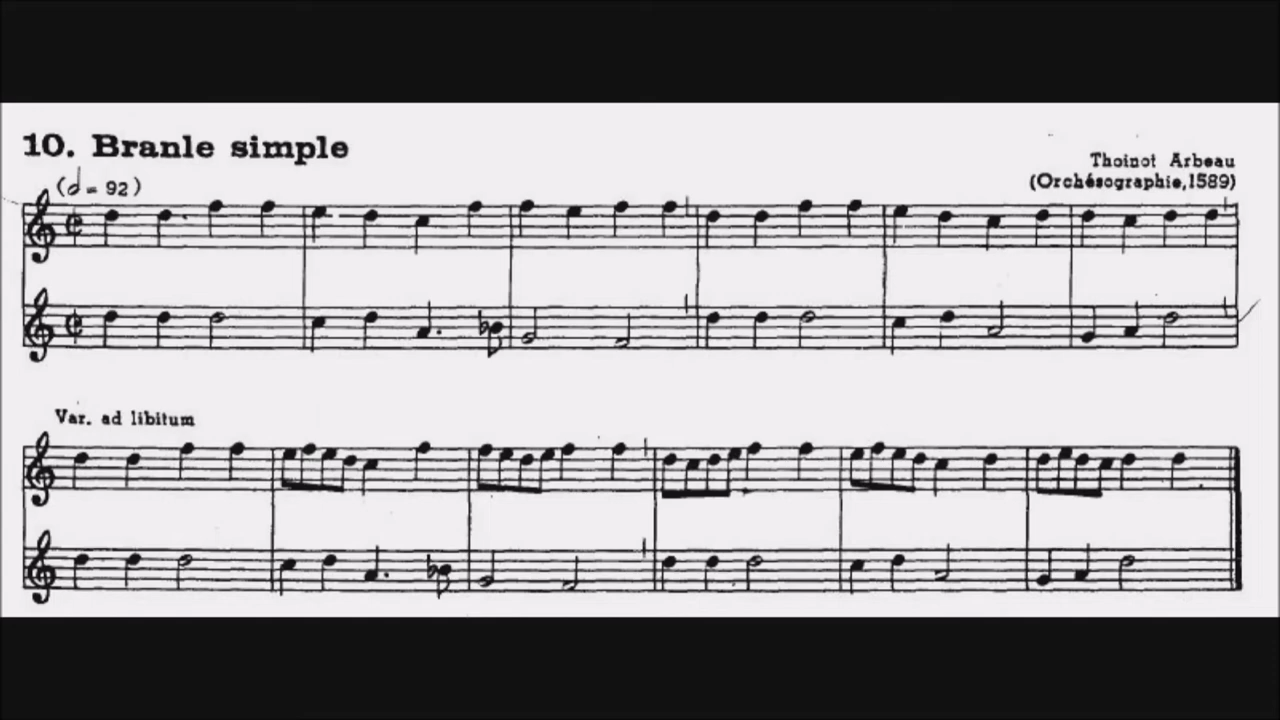 10. Branle simple
Thoinot Arbeau
(𝅗𝅥 = 92)
(Orchésographie,1589)
Var. ad libitum